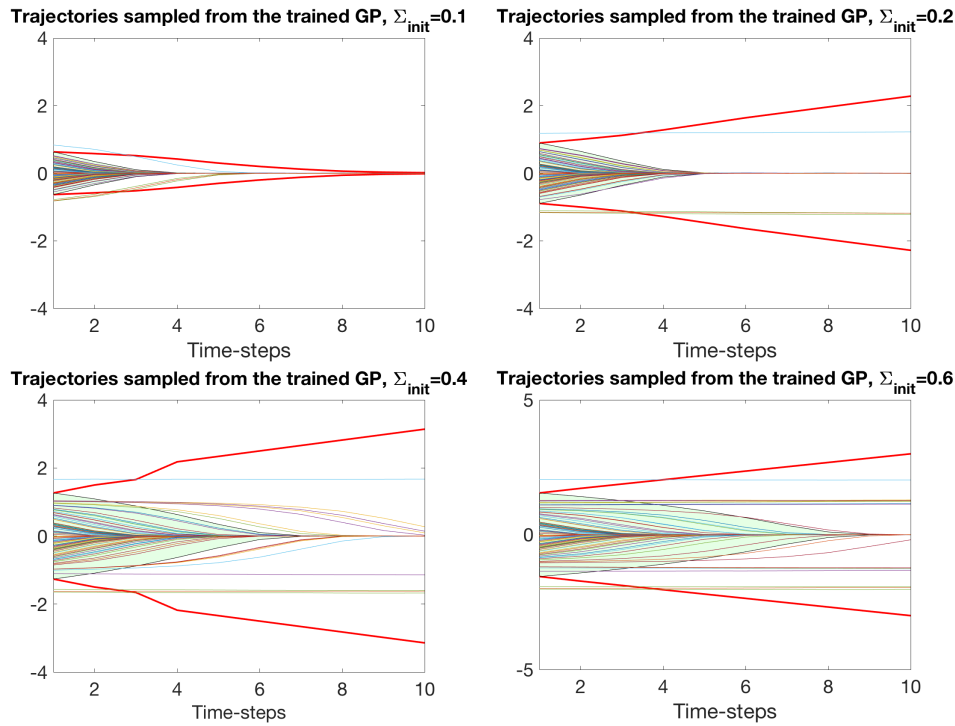 Trajectories sampled from the trained GP, Σinit=0.1
4
2
0
-2
-4
2 4 6 8 10
Time-steps
Trajectories sampled from the trained GP, Σinit=0.2
4
2
0
-2
-4
2 4 6 8 10
Time-steps
Trajectories sampled from the trained GP, Σinit=0.4
4
2
0
-2
-4
2 4 6 8 10
Time-steps
Trajectories sampled from the trained GP, Σinit=0.6
5
0
-5
2 4 6 8 10
Time-steps